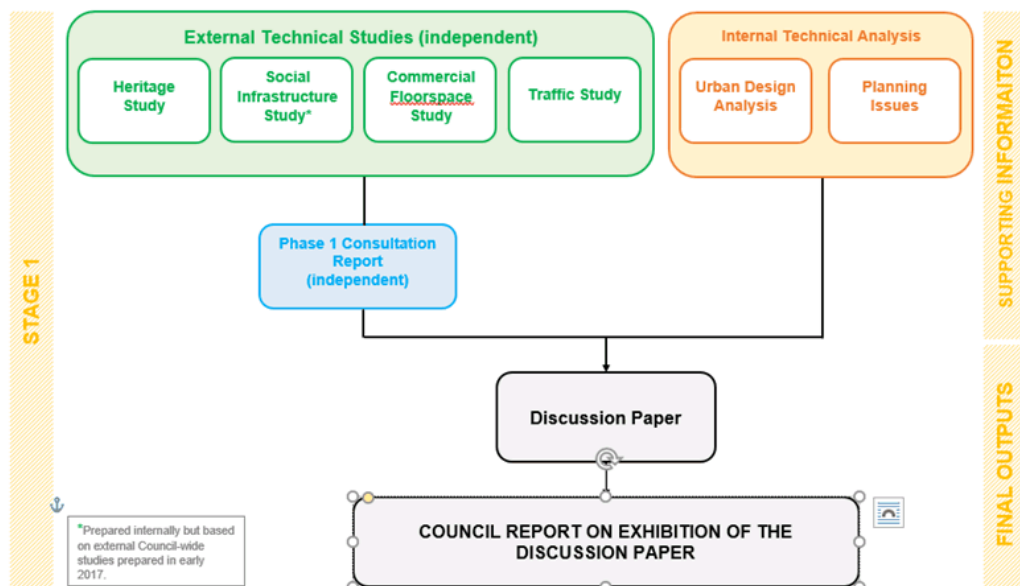 External Technical Studies (independent)
Heritage
Study
Social
Infrastructure
Study*
Commercial
Floorspace
Study
Traffic Study
Internal Technical Analysis
Urban Design
Analysis
Planning
Issues
Phase 1 Consultation
Report
(independent)
Discussion Paper
COUNCIL REPORT ON EXHIBITION OF THE
DISCUSSION PAPER
*Prepared internally but based
on external Council-wide
studies prepared in early
2017.
STAGE 1
SUPPORTING INFORMAITON
FINAL OUTPUTS